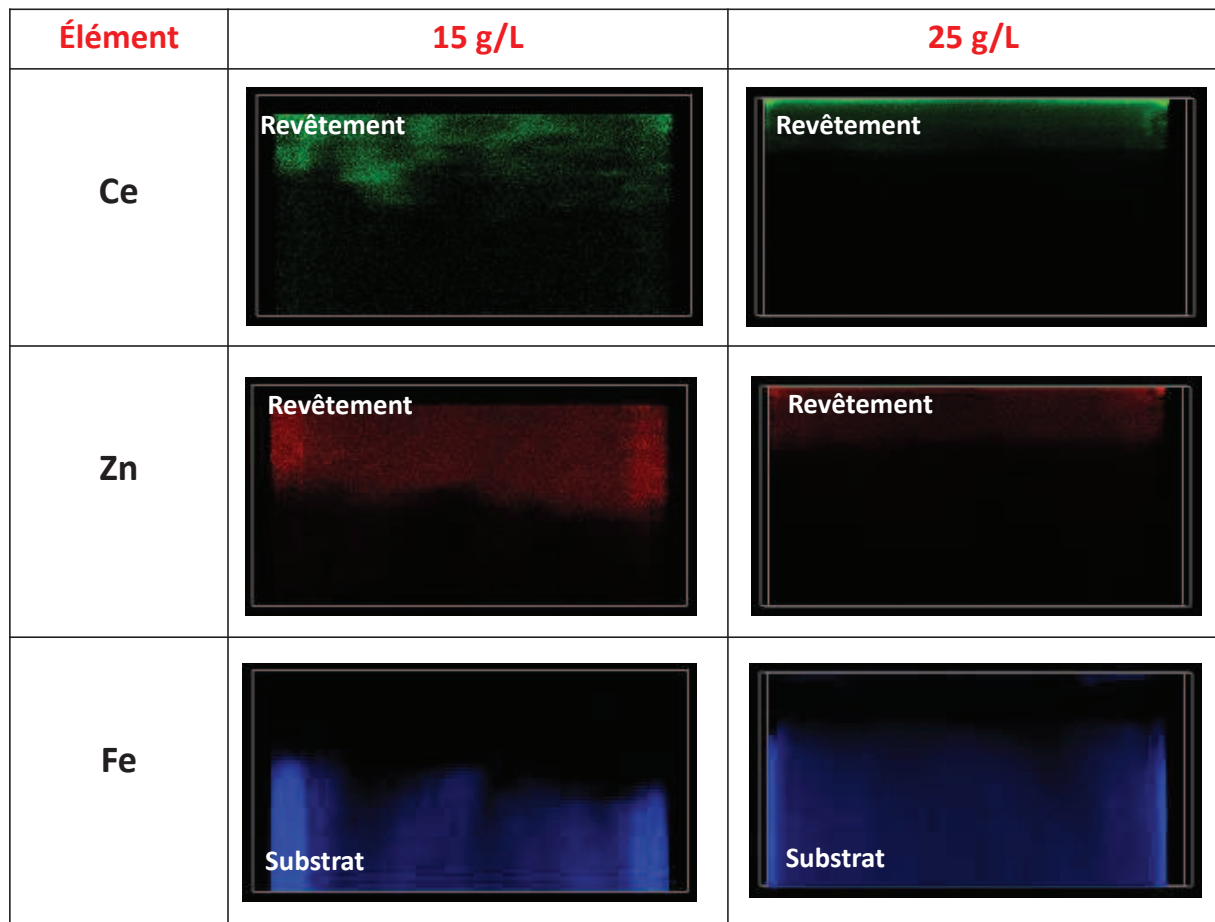 Élément 15 g/L 25 g/L
Ce
Revêtement Revêtement
Zn
Revêtement Revêtement
Fe
Substrat Substrat